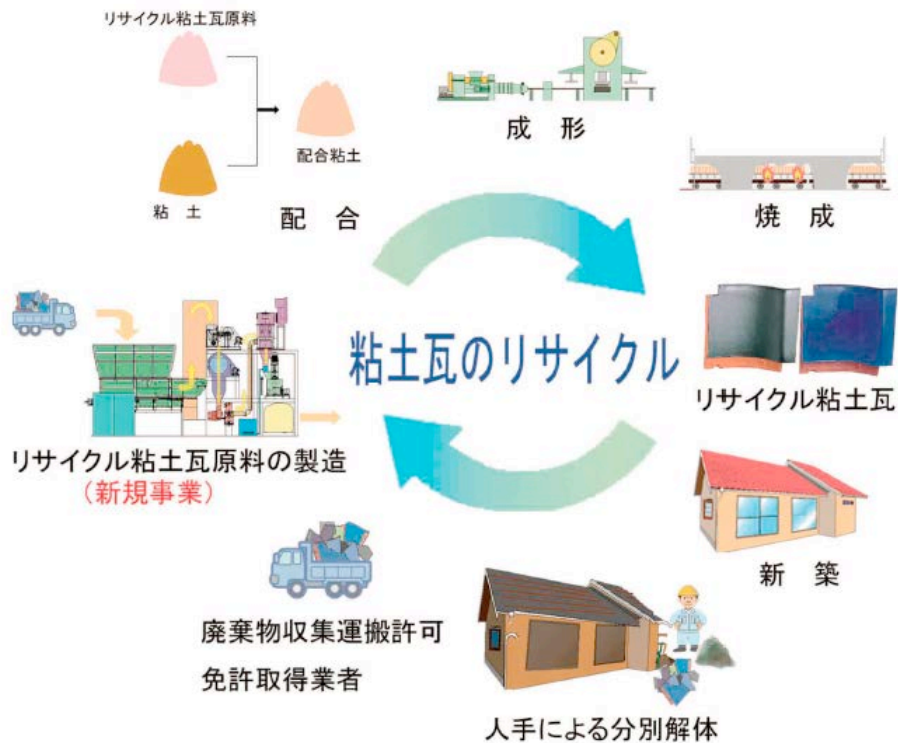 リサイクル粘土瓦原料
配合粘土
粘　土
配　合
成　形
焼　成
粘土瓦のリサイクル
リサイクル粘土瓦
リサイクル粘土瓦原料の製造
（新規事業）
新　築
廃棄物収集運搬許可
免許取得業者
人手による分別解体